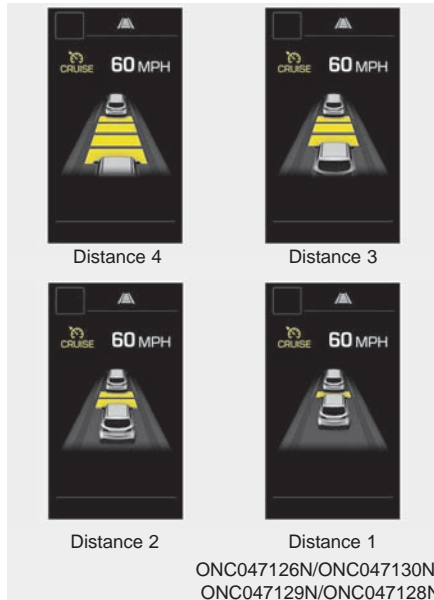 CRUISE 60 MPH
CRUISE 60 MPH
Distance 4
Distance 3
CRUISE 60 MPH
CRUISE 60 MPH
Distance 2
Distance 1
ONC047126N/ONC047130N
ONC047129N/ONC047128N